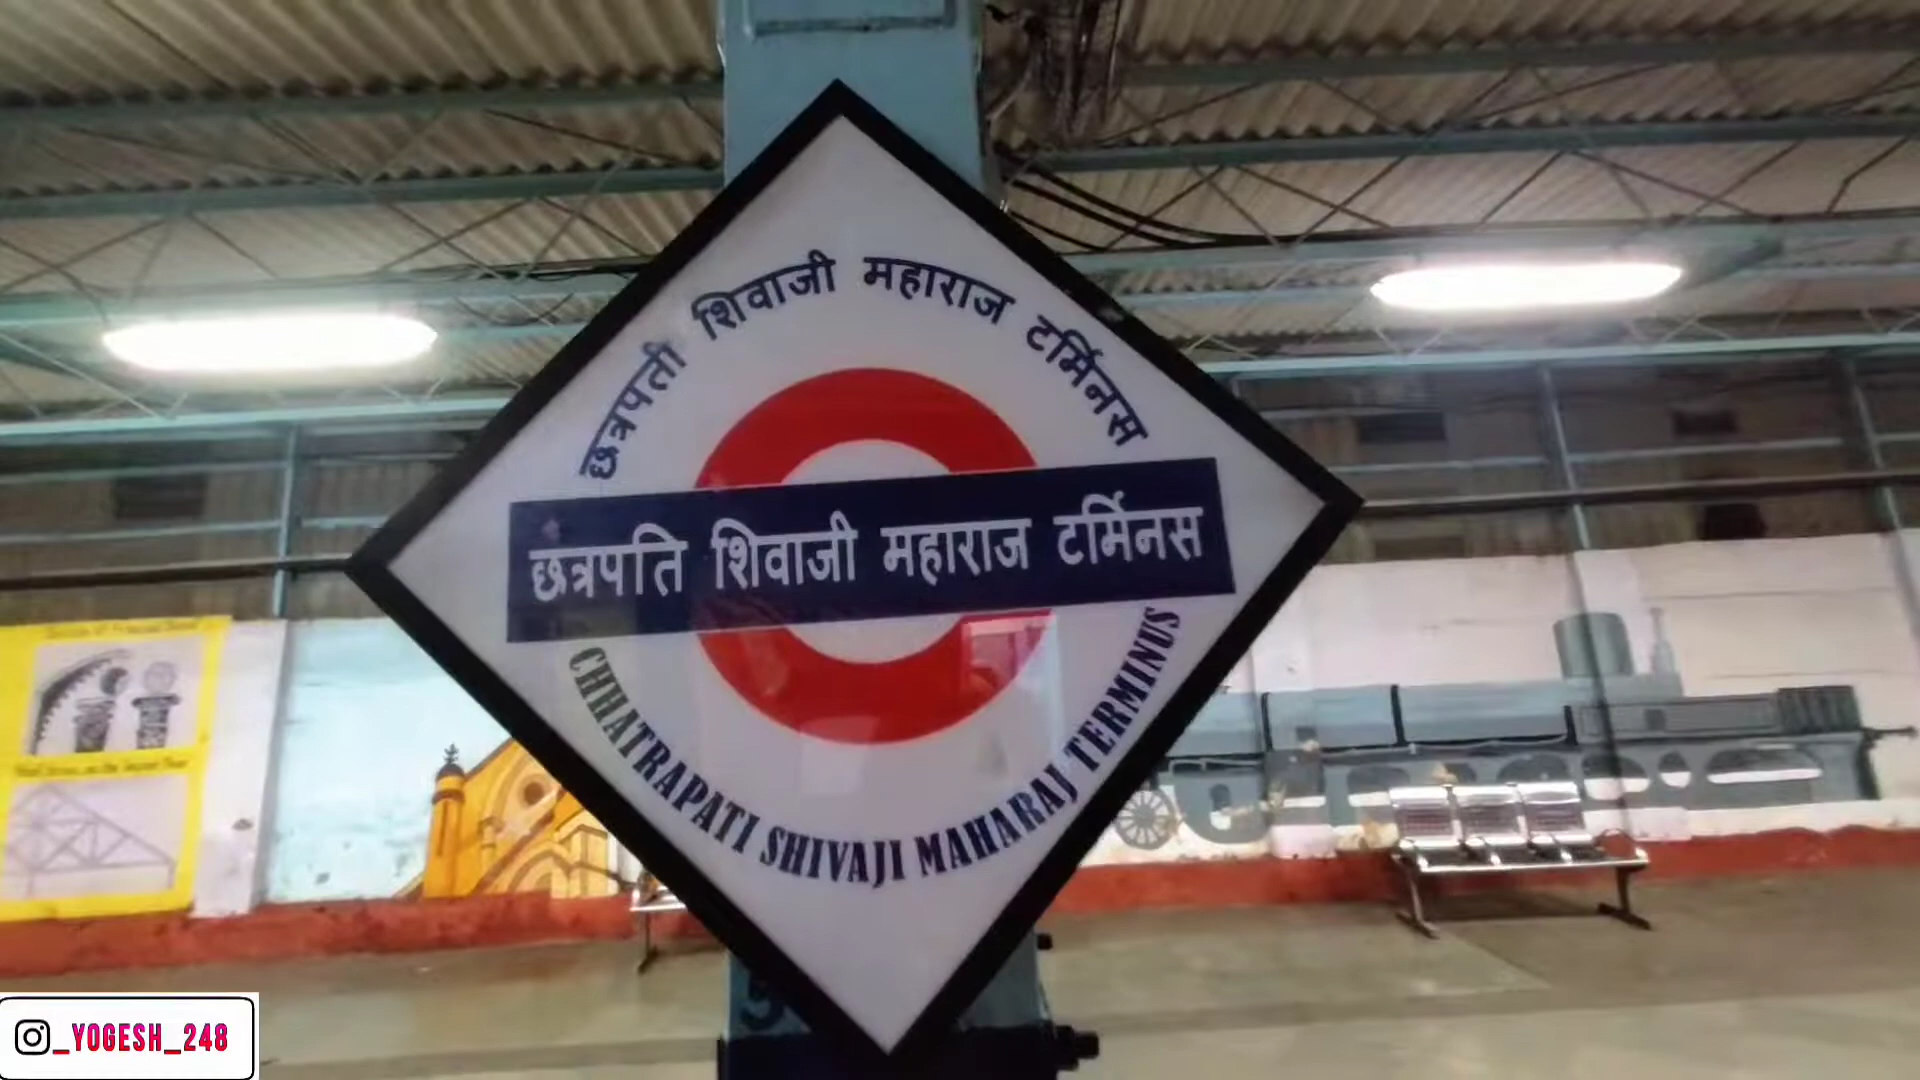 छत्रपती शिवाजी महाराज टर्मिनस
छत्रपति शिवाजी महाराज टर्मिनस
CHHATRAPATI SHIVAJI MAHARAJ TERMINUS
_YOGESH_248